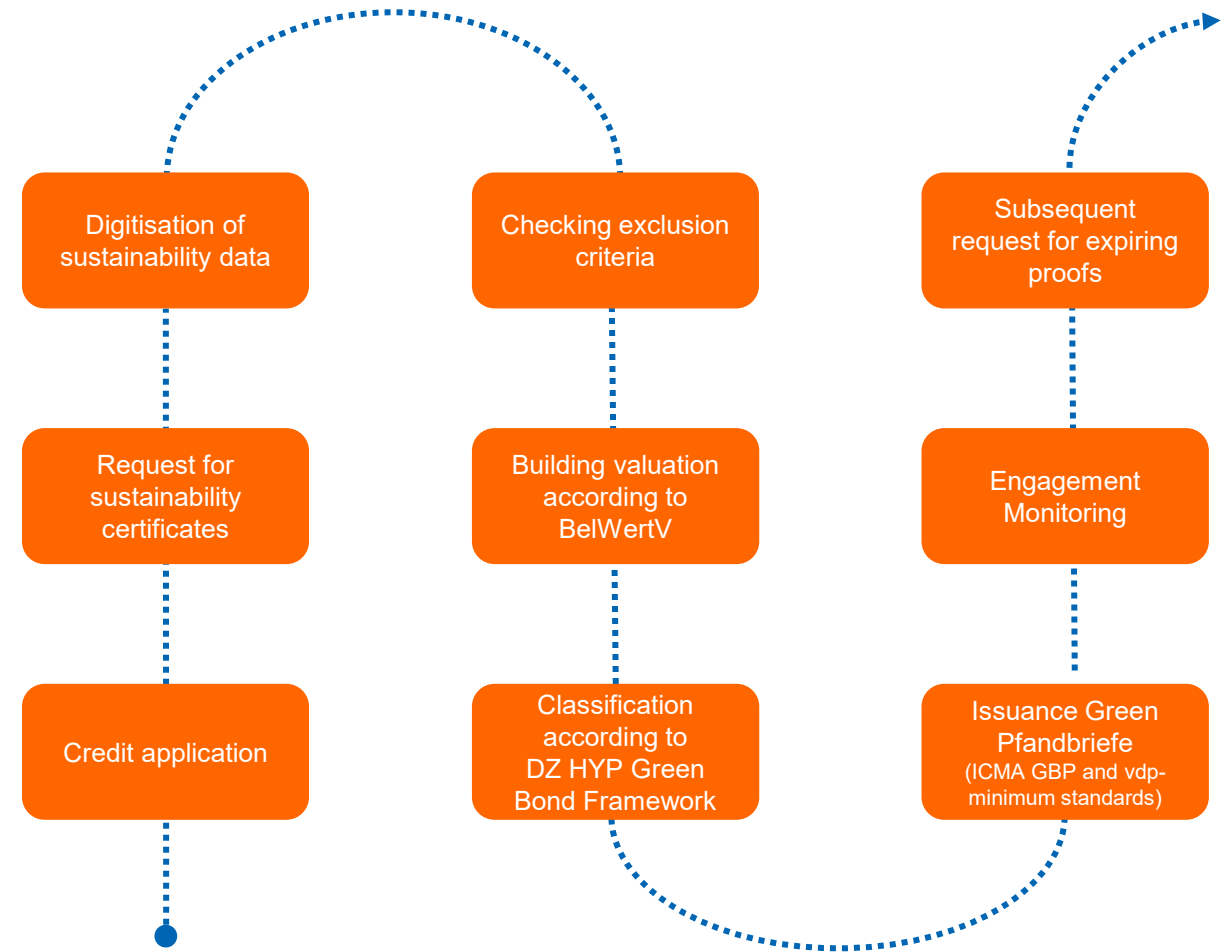 Digitisation of
sustainability data
Checking exclusion
criteria
Subsequent
request for expiring
proofs
Request for
sustainability
certificates
Building valuation
according to
BelWertV
Engagement
Monitoring
Credit application
Classification
according to
DZ HYP Green
Bond Framework
Issuance Green
Pfandbriefe
(ICMA GBP and vdp-
minimum standards)